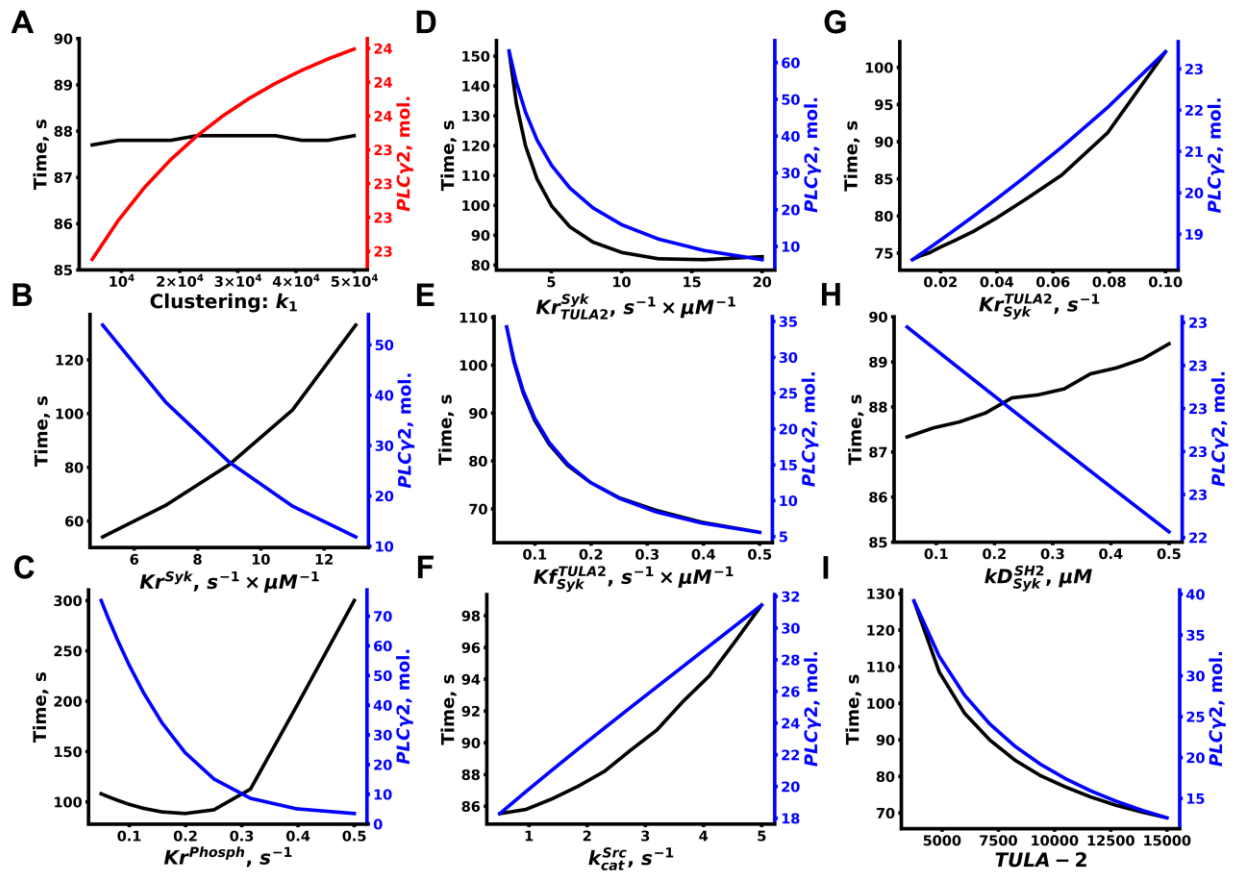 A
90
89
88
87
86
85
Time, s
24
24
24
23
23
23
23
PLCγ2, mol.
10⁴ 2×10⁴ 3×10⁴ 4×10⁴ 5×10⁴
Clustering: k₁
D
150
140
130
120
110
100
90
80
Time, s
60
50
40
30
20
10
PLCγ2, mol.
5 10 15 20
Kr^{Syk}_{TULA2}, s⁻¹ × μM⁻¹
G
100
95
90
85
80
75
Time, s
23
22
21
20
19
PLCγ2, mol.
0.02 0.04 0.06 0.08 0.10
Kr^{TULA2}_{Syk}, s⁻¹
B
120
100
80
60
Time, s
50
40
30
20
10
PLCγ2, mol.
6 8 10 12
Kr^{Syk}, s⁻¹ × μM⁻¹
E
110
100
90
80
70
Time, s
35
30
25
20
15
10
5
PLCγ2, mol.
0.1 0.2 0.3 0.4 0.5
Kf^{TULA2}_{Syk}, s⁻¹ × μM⁻¹
H
90
89
88
87
86
85
Time, s
23
23
23
23
23
22
PLCγ2, mol.
0.1 0.2 0.3 0.4 0.5
kD^{SH2}_{Syk}, μM
C
300
250
200
150
100
Time, s
70
60
50
40
30
20
10
0
PLCγ2, mol.
0.1 0.2 0.3 0.4 0.5
Kr^{Phosph}, s⁻¹
F
98
96
94
92
90
88
86
Time, s
32
30
28
26
24
22
20
18
PLCγ2, mol.
1 2 3 4 5
k^{Src}_{cat}, s⁻¹
I
130
120
110
100
90
80
70
Time, s
40
35
30
25
20
15
PLCγ2, mol.
5000 7500 10000 12500 15000
TULA − 2